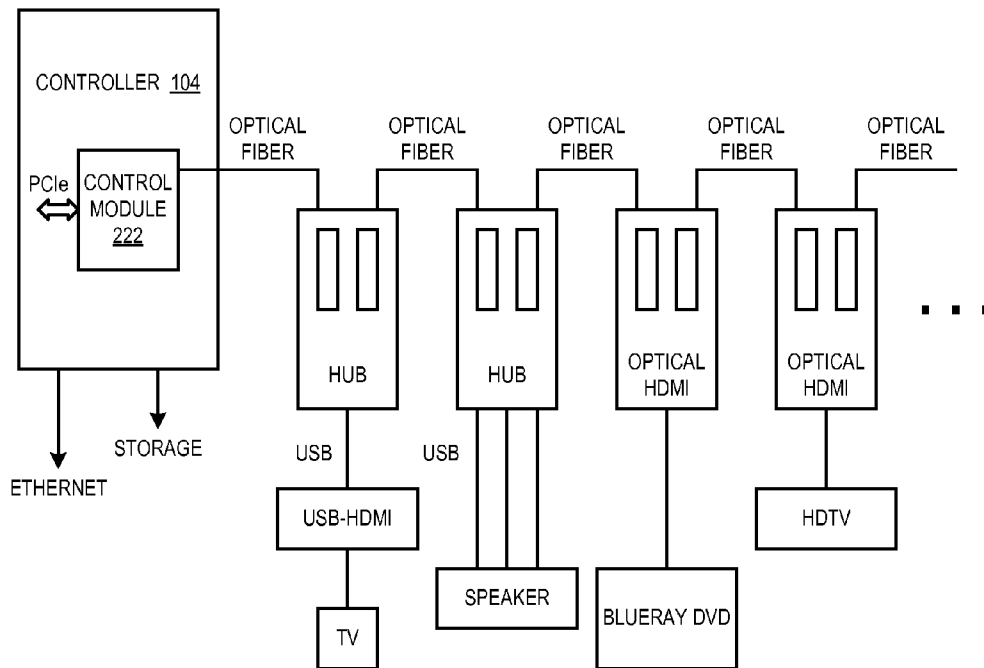 CONTROLLER 104
PCIe
CONTROL
MODULE
222
OPTICAL
FIBER
OPTICAL
FIBER
OPTICAL
FIBER
OPTICAL
FIBER
OPTICAL
FIBER
HUB
HUB
OPTICAL
HDMI
OPTICAL
HDMI
STORAGE
ETHERNET
USB
USB
USB-HDMI
HDTV
SPEAKER
BLUERAY DVD
TV